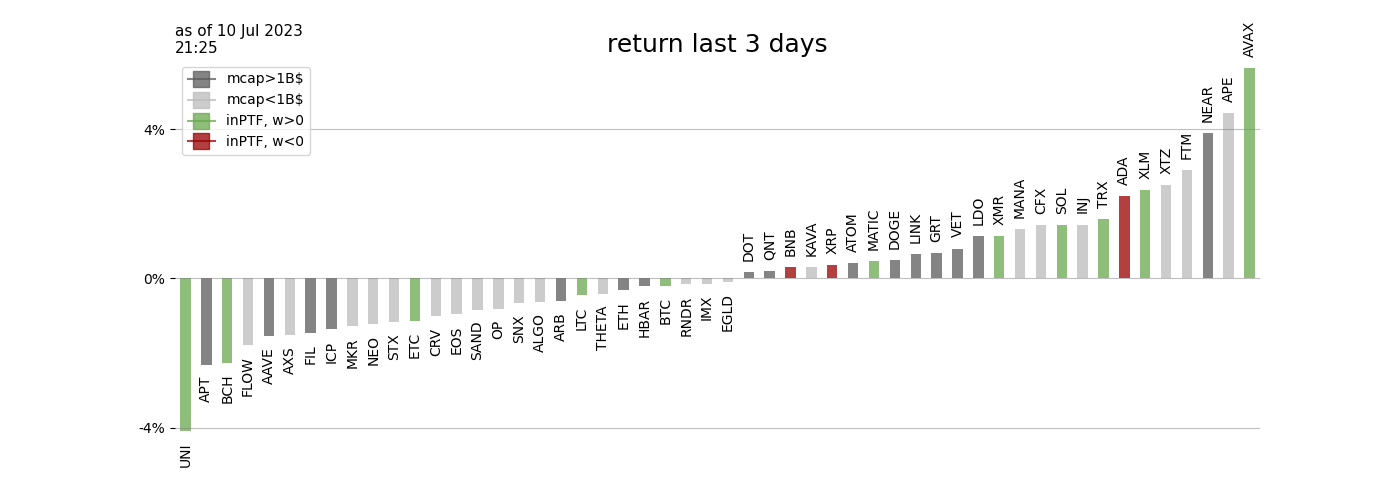 as of 10 Jul 2023
21:25
return last 3 days
mcap>1B$
mcap<1B$
inPTF, w>0
inPTF, w<0
4%
0%
-4%
UNI
APT
BCH
FLOW
AAVE
AXS
FIL
ICP
MKR
NEO
STX
ETC
CRV
EOS
SAND
OP
SNX
ALGO
ARB
LTC
THETA
ETH
HBAR
BTC
RNDR
IMX
EGLD
DOT
QNT
BNB
KAVA
XRP
ATOM
MATIC
DOGE
LINK
GRT
VET
LDO
XMR
MANA
CFX
SOL
INJ
TRX
ADA
XLM
XTZ
FTM
NEAR
APE
AVAX